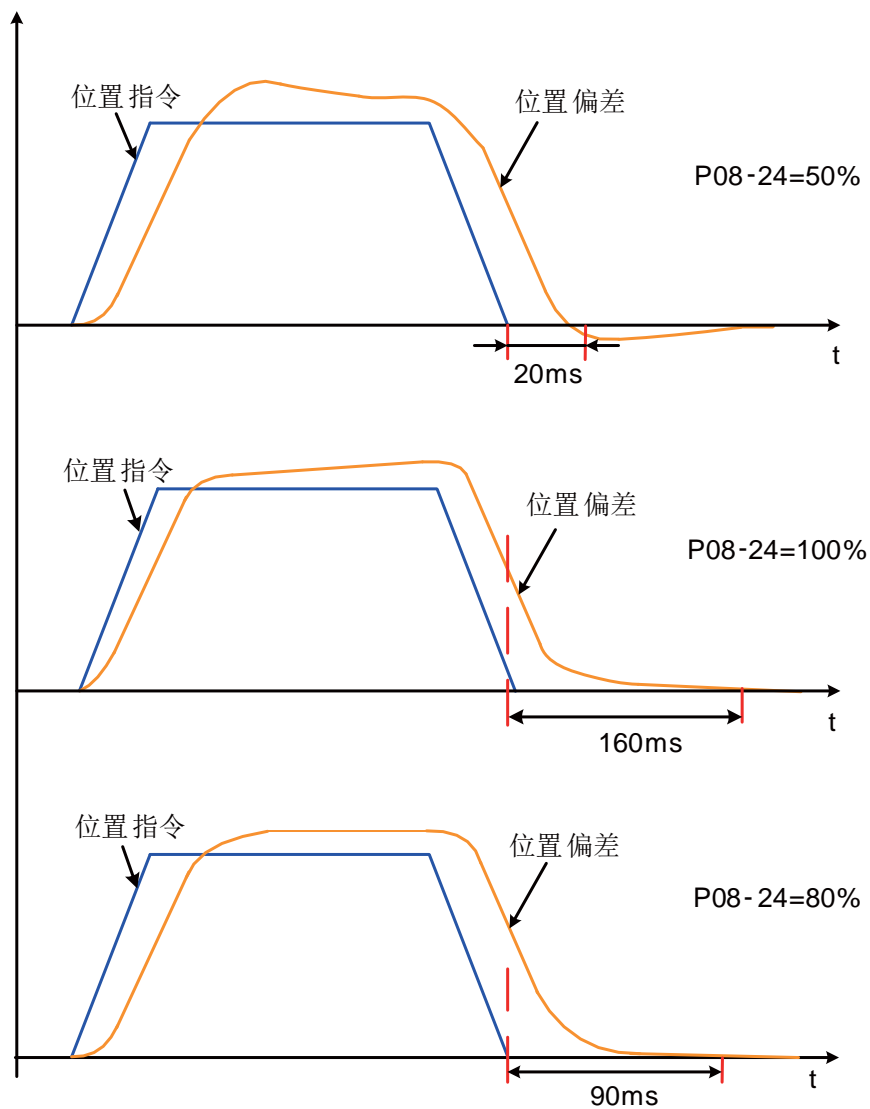 位置指令
位置偏差
P08-24=50%
t
20ms
位置指令
位置偏差
P08-24=100%
t
160ms
位置指令
位置偏差
P08-24=80%
t
90ms